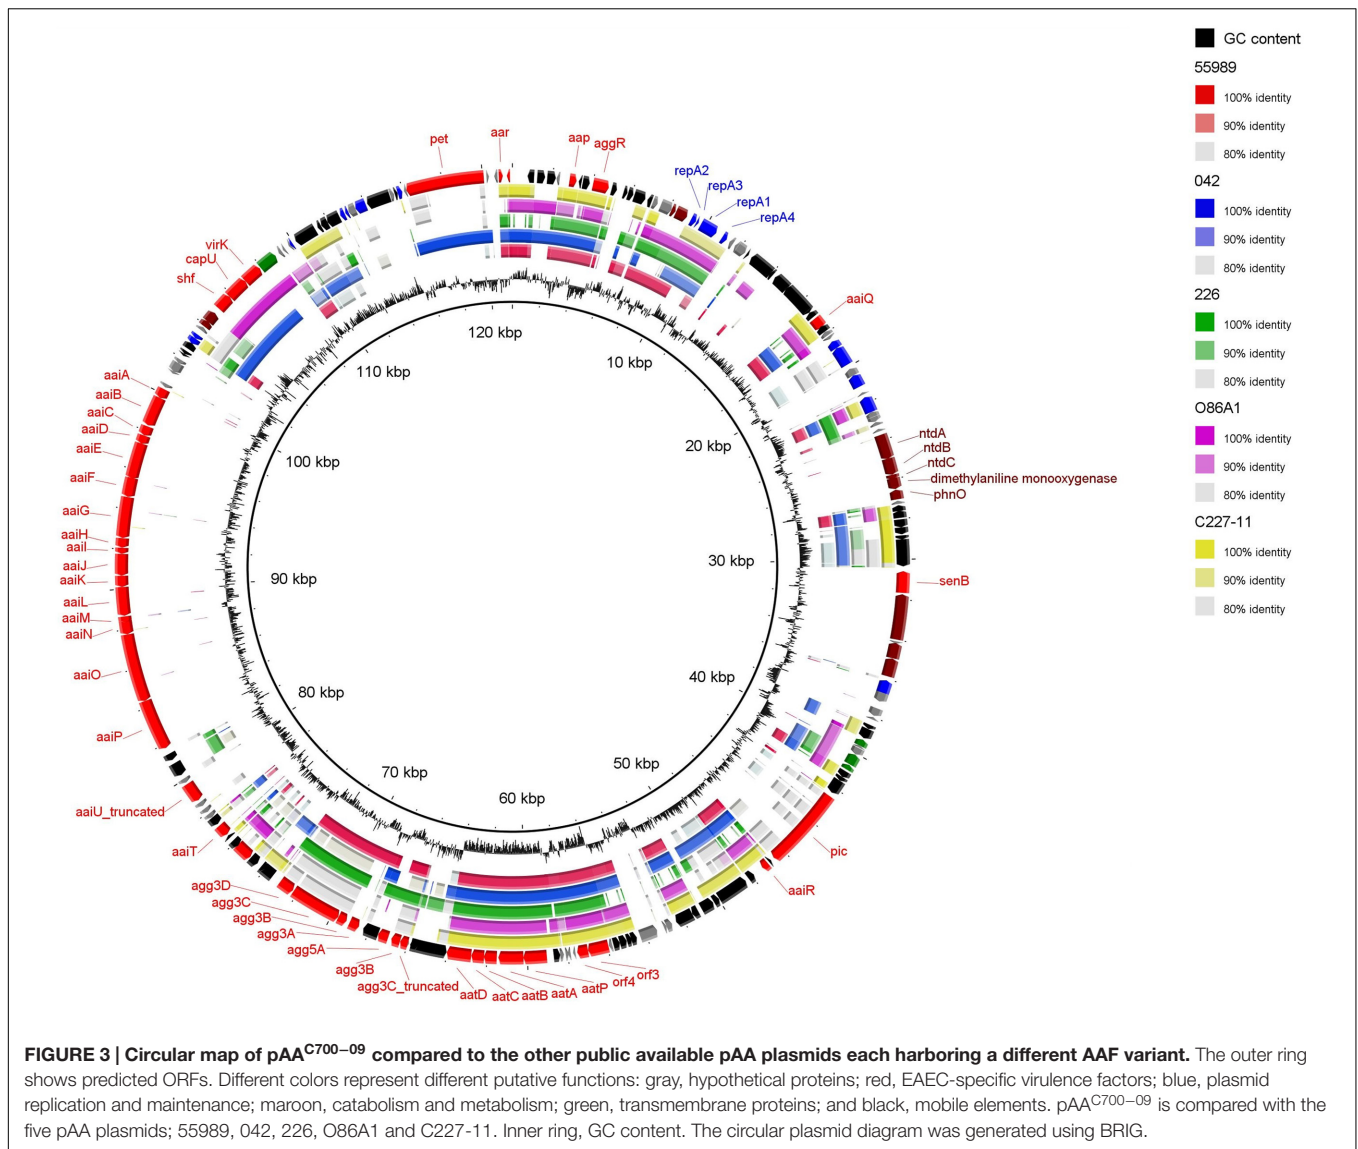 GC content
55989
100% identity
90% identity
80% identity
042
100% identity
90% identity
80% identity
226
100% identity
90% identity
80% identity
O86A1
100% identity
90% identity
80% identity
C227-11
100% identity
90% identity
80% identity
pet
aar
aap
aggR
repA2
repA3
repA1
repA4
aaiQ
ntdA
ntdB
ntdC
dimethylaniline monooxygenase
phnO
senB
pic
aaiR
orf3
orf4
aatP
aatA
aatB
aatC
aatD
agg3C_truncated
agg3B
agg5A
agg3A
agg3B
agg3C
agg3D
aaiT
aaiU_truncated
aaiP
aaiO
aaiN
aaiM
aaiL
aaiK
aaiJ
aaiI
aaiH
aaiG
aaiF
aaiE
aaiD
aaiC
aaiB
aaiA
shf
capU
virK
120 kbp
10 kbp
20 kbp
30 kbp
40 kbp
50 kbp
60 kbp
70 kbp
80 kbp
90 kbp
100 kbp
110 kbp
FIGURE 3 | Circular map of pAAC700−09 compared to the other public available pAA plasmids each harboring a different AAF variant. The outer ring
shows predicted ORFs. Different colors represent different putative functions: gray, hypothetical proteins; red, EAEC-specific virulence factors; blue, plasmid
replication and maintenance; maroon, catabolism and metabolism; green, transmembrane proteins; and black, mobile elements. pAAC700−09 is compared with the
five pAA plasmids; 55989, 042, 226, O86A1 and C227-11. Inner ring, GC content. The circular plasmid diagram was generated using BRIG.